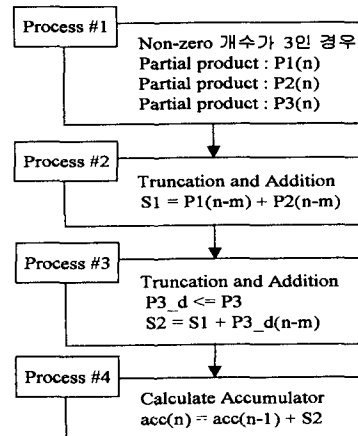 Process #1
Non-zero 개수가 3인 경우
Partial product : P1(n)
Partial product : P2(n)
Partial product : P3(n)
Process #2
Truncation and Addition
S1 = P1(n-m) + P2(n-m)
Process #3
Truncation and Addition
P3_d <= P3
S2 = S1 + P3_d(n-m)
Process #4
Calculate Accumulator
acc(n) = acc(n-1) + S2